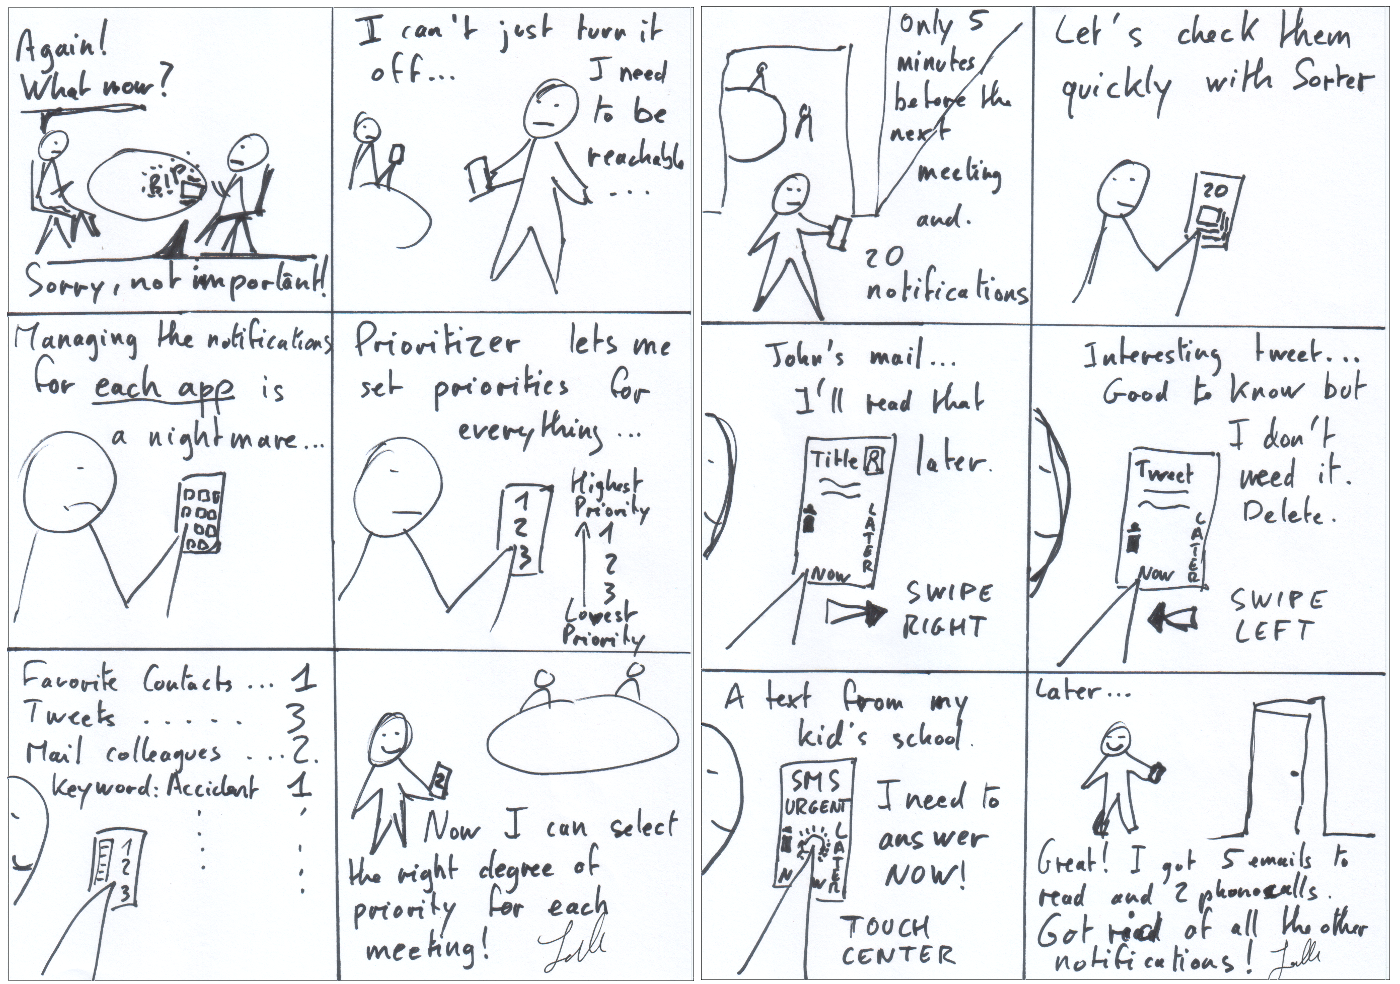 Again!
What now?
B!P
Sorry, not important!
I can't just turn it
off...
I need
to be
reachable
...
Managing the notifications
for each app is
a nightmare...
Prioritizer lets me
set priorities for
everything...
1
2
3
Highest
Priority
1
2
3
Lowest
Priority
Favorite Contacts ... 1
Tweets ..... 3
Mail colleagues .... 2.
Keyword: Accident 1
1
2
3
2
Now I can select
the right degree of
priority for each
meeting!
Only 5
minutes
before the
next
meeting
and.
20
notifications
Let's check them
quickly with Sorter
20
John's mail...
I'll read that
later.
Title R
LATER
Now
SWIPE
RIGHT
Interesting tweet...
Good to know but
I don't
need it.
Delete.
Tweet
LATER
Now
SWIPE
LEFT
A text from my
kid's school.
SMS
URGENT
LATER
N W
I need to
answer
NOW!
TOUCH
CENTER
Later...
Great! I got 5 emails to
read and 2 phonecalls.
Got rid of all the other
notifications!